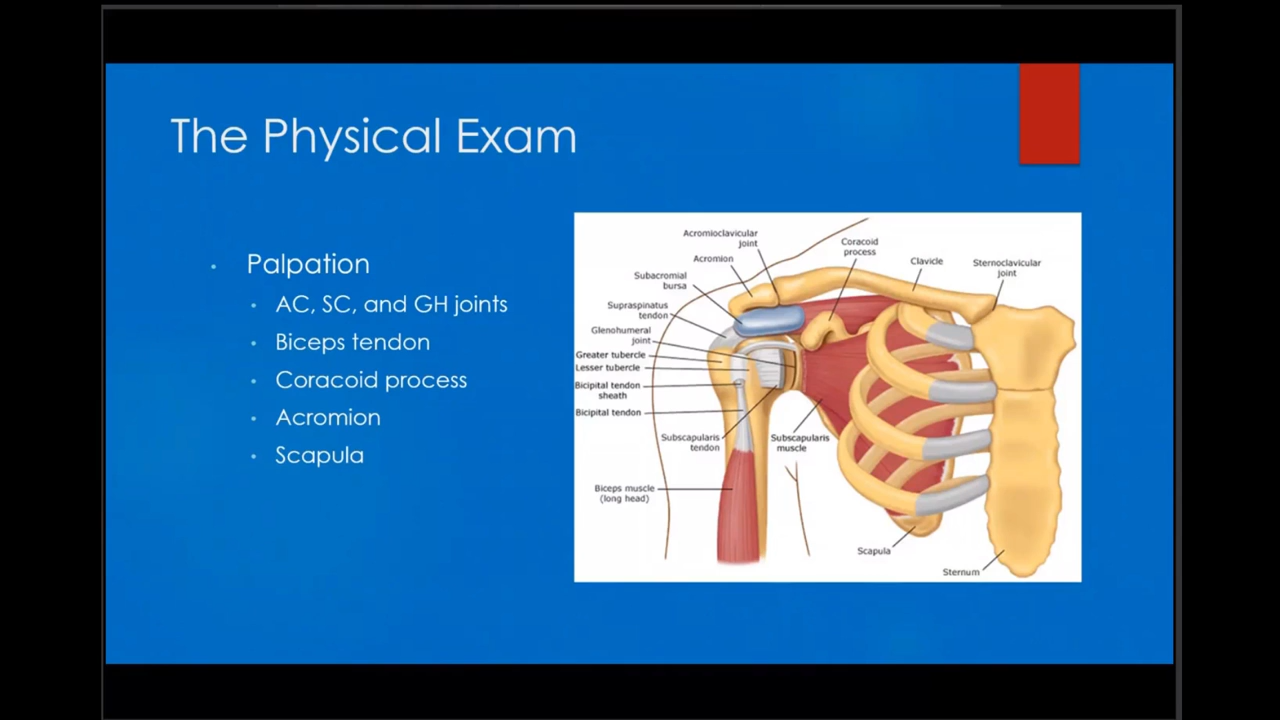 The Physical Exam
Palpation
AC, SC, and GH joints
Biceps tendon
Coracoid process
Acromion
Scapula
Acromioclavicular
joint
Acromion
Subacromial
bursa
Supraspinatus
tendon
Glenohumeral
joint
Greater tubercle
Lesser tubercle
Bicipital tendon
sheath
Bicipital tendon
Subscapularis
tendon
Biceps muscle
(long head)
Coracoid
process
Clavicle
Sternoclavicular
joint
Subscapularis
muscle
Scapula
Sternum